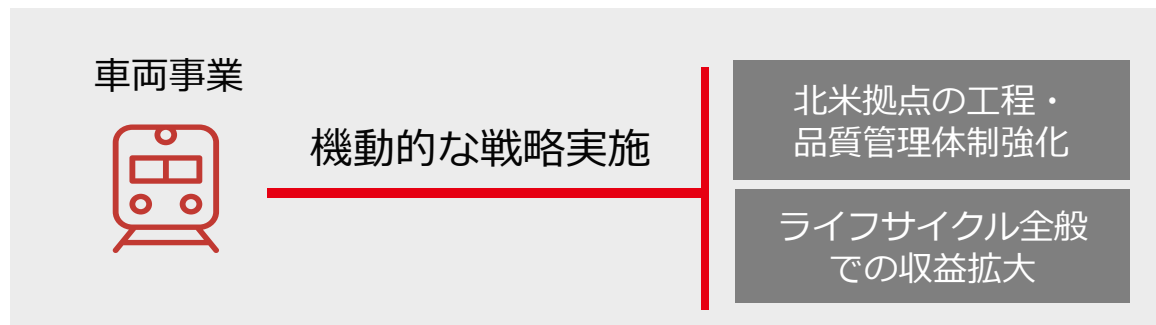 車両事業
機動的な戦略実施
北米拠点の工程・
品質管理体制強化
ライフサイクル全般
での収益拡大